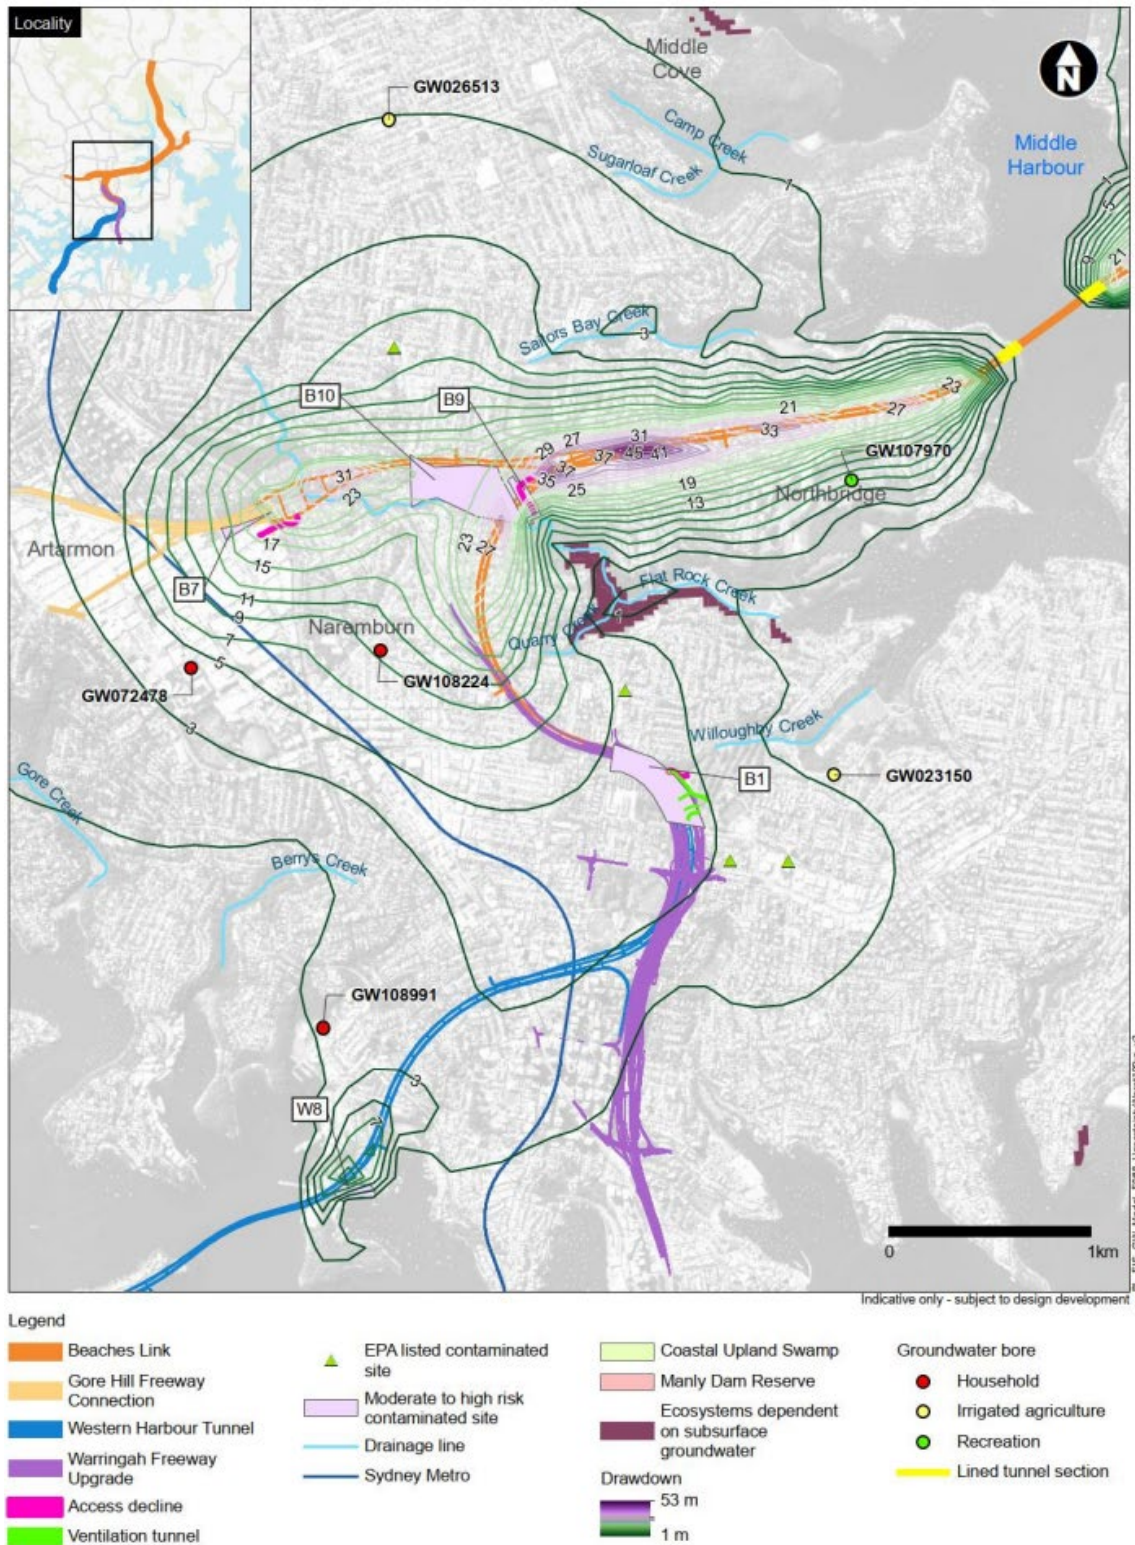 Locality
Middle
Cove
N
GW026513
Camp Creek
Sugarloaf Creek
Middle
Harbour
1
1
5
9
21
Sailors Bay Creek
3
B10
B9
23
21
27
33
31
27
29
37
45
41
37
35
25
GW107970
31
23
19
13
Northbridge
Artarmon
17
15
23
27
B7
11
9
7
5
Naremburn
Flat Rock Creek
Quarry Creek
GW108224
GW072478
3
Willoughby Creek
Gore Creek
B1
GW023150
Berrys Creek
GW108991
W8
3
7
0
1km
Indicative only - subject to design development
Legend
Beaches Link
Gore Hill Freeway
Connection
Western Harbour Tunnel
Warringah Freeway
Upgrade
Access decline
Ventilation tunnel
EPA listed contaminated
site
Moderate to high risk
contaminated site
Drainage line
Sydney Metro
Coastal Upland Swamp
Manly Dam Reserve
Ecosystems dependent
on subsurface
groundwater
Drawdown
53 m
1 m
Groundwater bore
Household
Irrigated agriculture
Recreation
Lined tunnel section